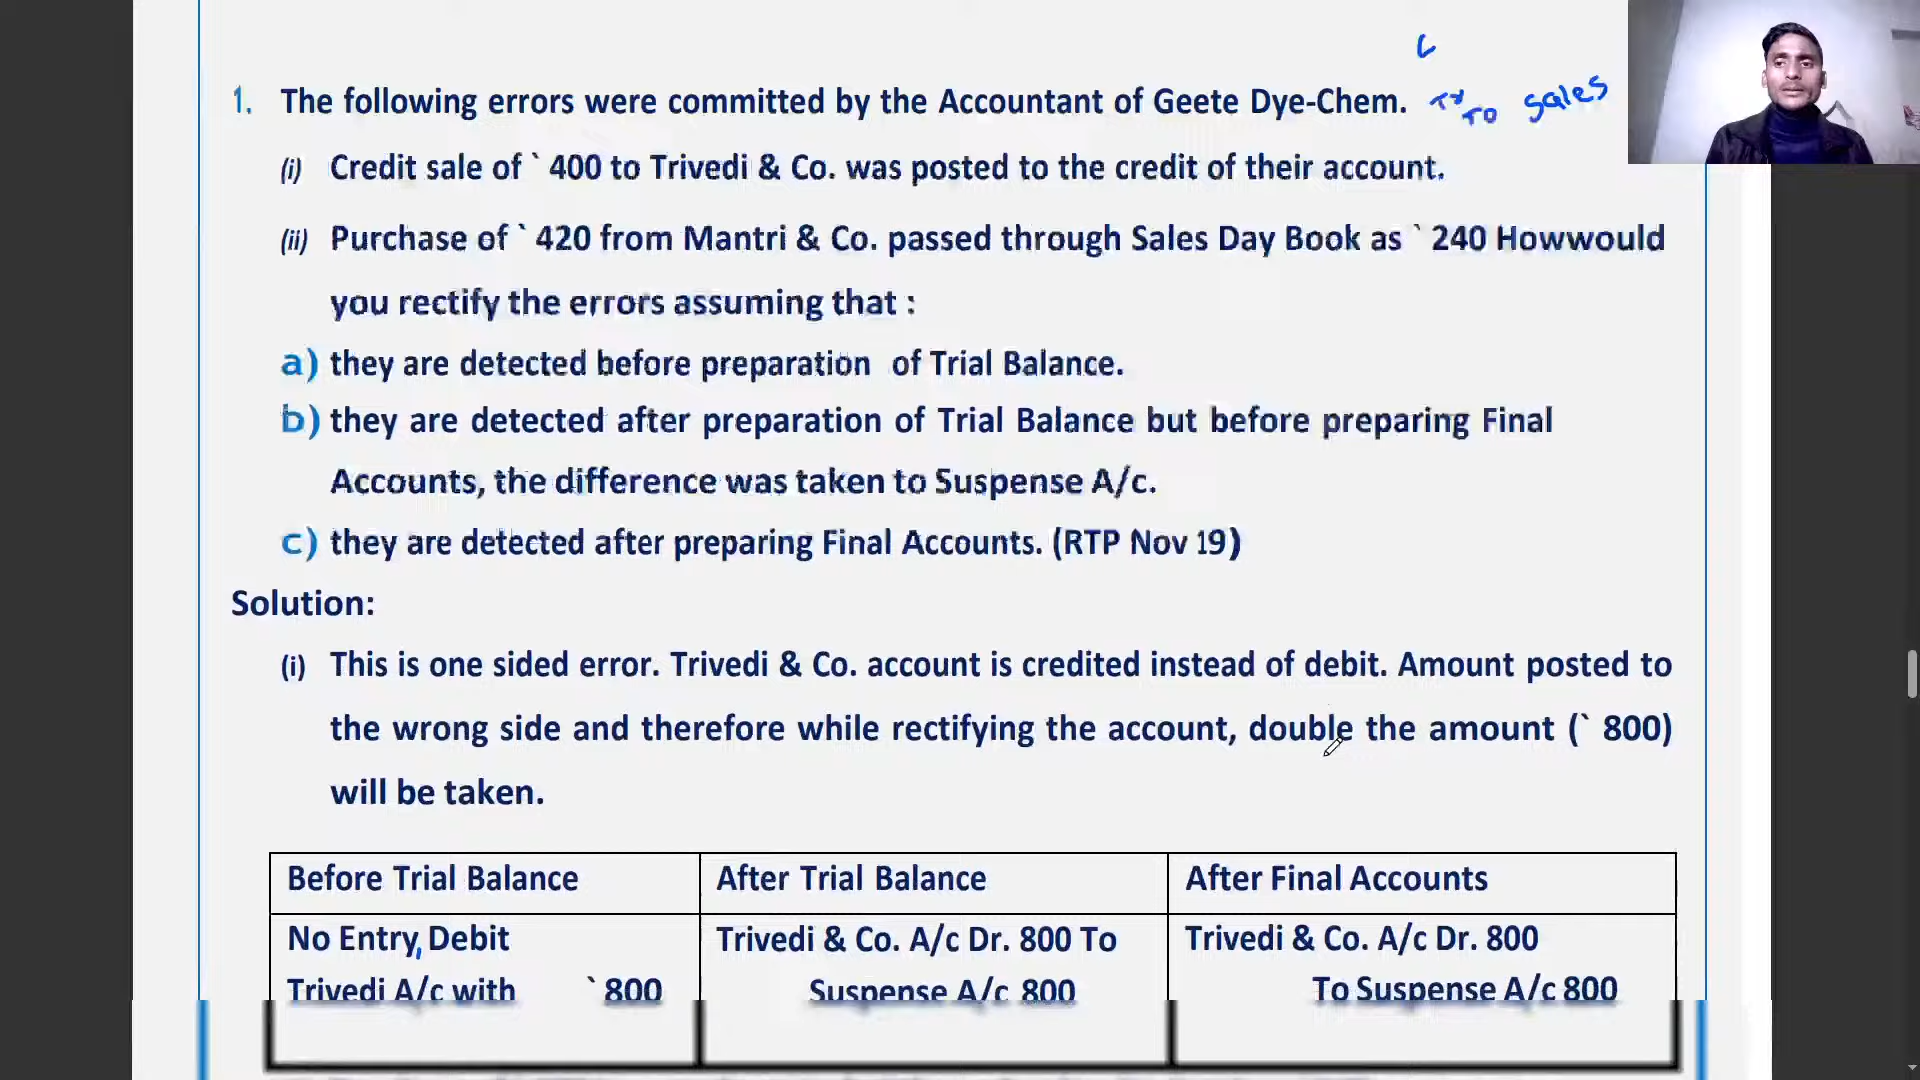 1. The following errors were committed by the Accountant of Geete Dye-Chem.
To Sales
(i) Credit sale of ` 400 to Trivedi & Co. was posted to the credit of their account.
(ii) Purchase of ` 420 from Mantri & Co. passed through Sales Day Book as ` 240 Howwould
you rectify the errors assuming that :
a) they are detected before preparation of Trial Balance.
b) they are detected after preparation of Trial Balance but before preparing Final
Accounts, the difference was taken to Suspense A/c.
c) they are detected after preparing Final Accounts. (RTP Nov 19)
Solution:
(i) This is one sided error. Trivedi & Co. account is credited instead of debit. Amount posted to
the wrong side and therefore while rectifying the account, double the amount (` 800)
will be taken.
Before Trial Balance After Trial Balance After Final Accounts
No Entry, Debit Trivedi & Co. A/c Dr. 800 To Trivedi & Co. A/c Dr. 800
Trivedi A/c with ` 800 Suspense A/c 800 To Suspense A/c 800